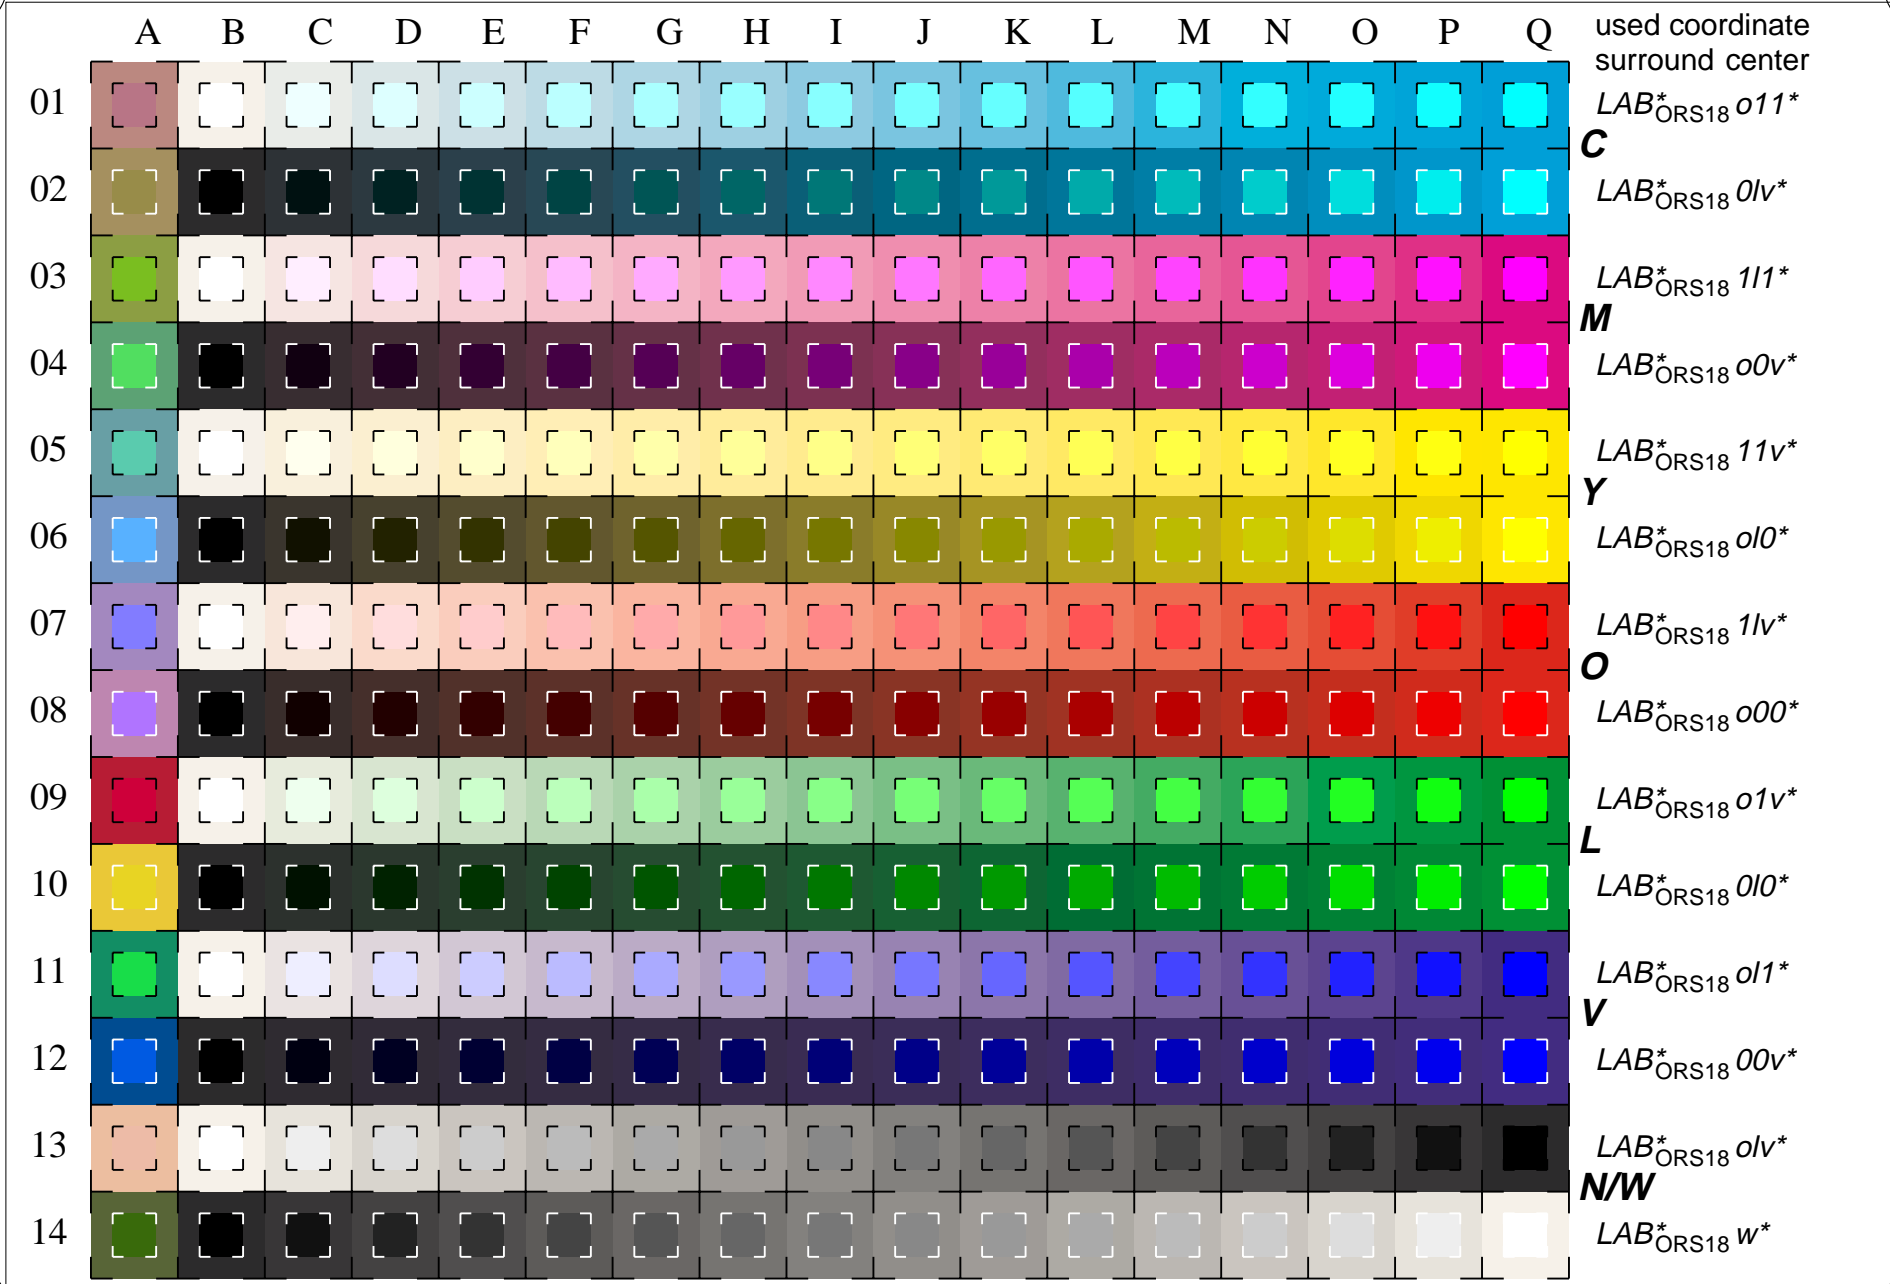 A B C D E F G H I J K L M N O P Q used coordinate
surround center
01 LAB*ORS18 o11*
C
02 LAB*ORS18 0lv*
03 LAB*ORS18 1l1*
M
04 LAB*ORS18 o0v*
05 LAB*ORS18 11v*
Y
06 LAB*ORS18 ol0*
07 LAB*ORS18 1lv*
O
08 LAB*ORS18 o00*
09 LAB*ORS18 o1v*
L
10 LAB*ORS18 0l0*
11 LAB*ORS18 ol1*
V
12 LAB*ORS18 00v*
13 LAB*ORS18 olv*
N/W
14 LAB*ORS18 w*